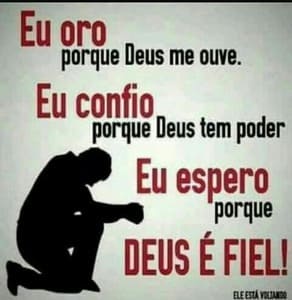 Eu oro
porque Deus me ouve.
Eu confio
porque Deus tem poder
Eu espero
porque
DEUS É FIEL!
ELE ESTÁ VOLTANDO